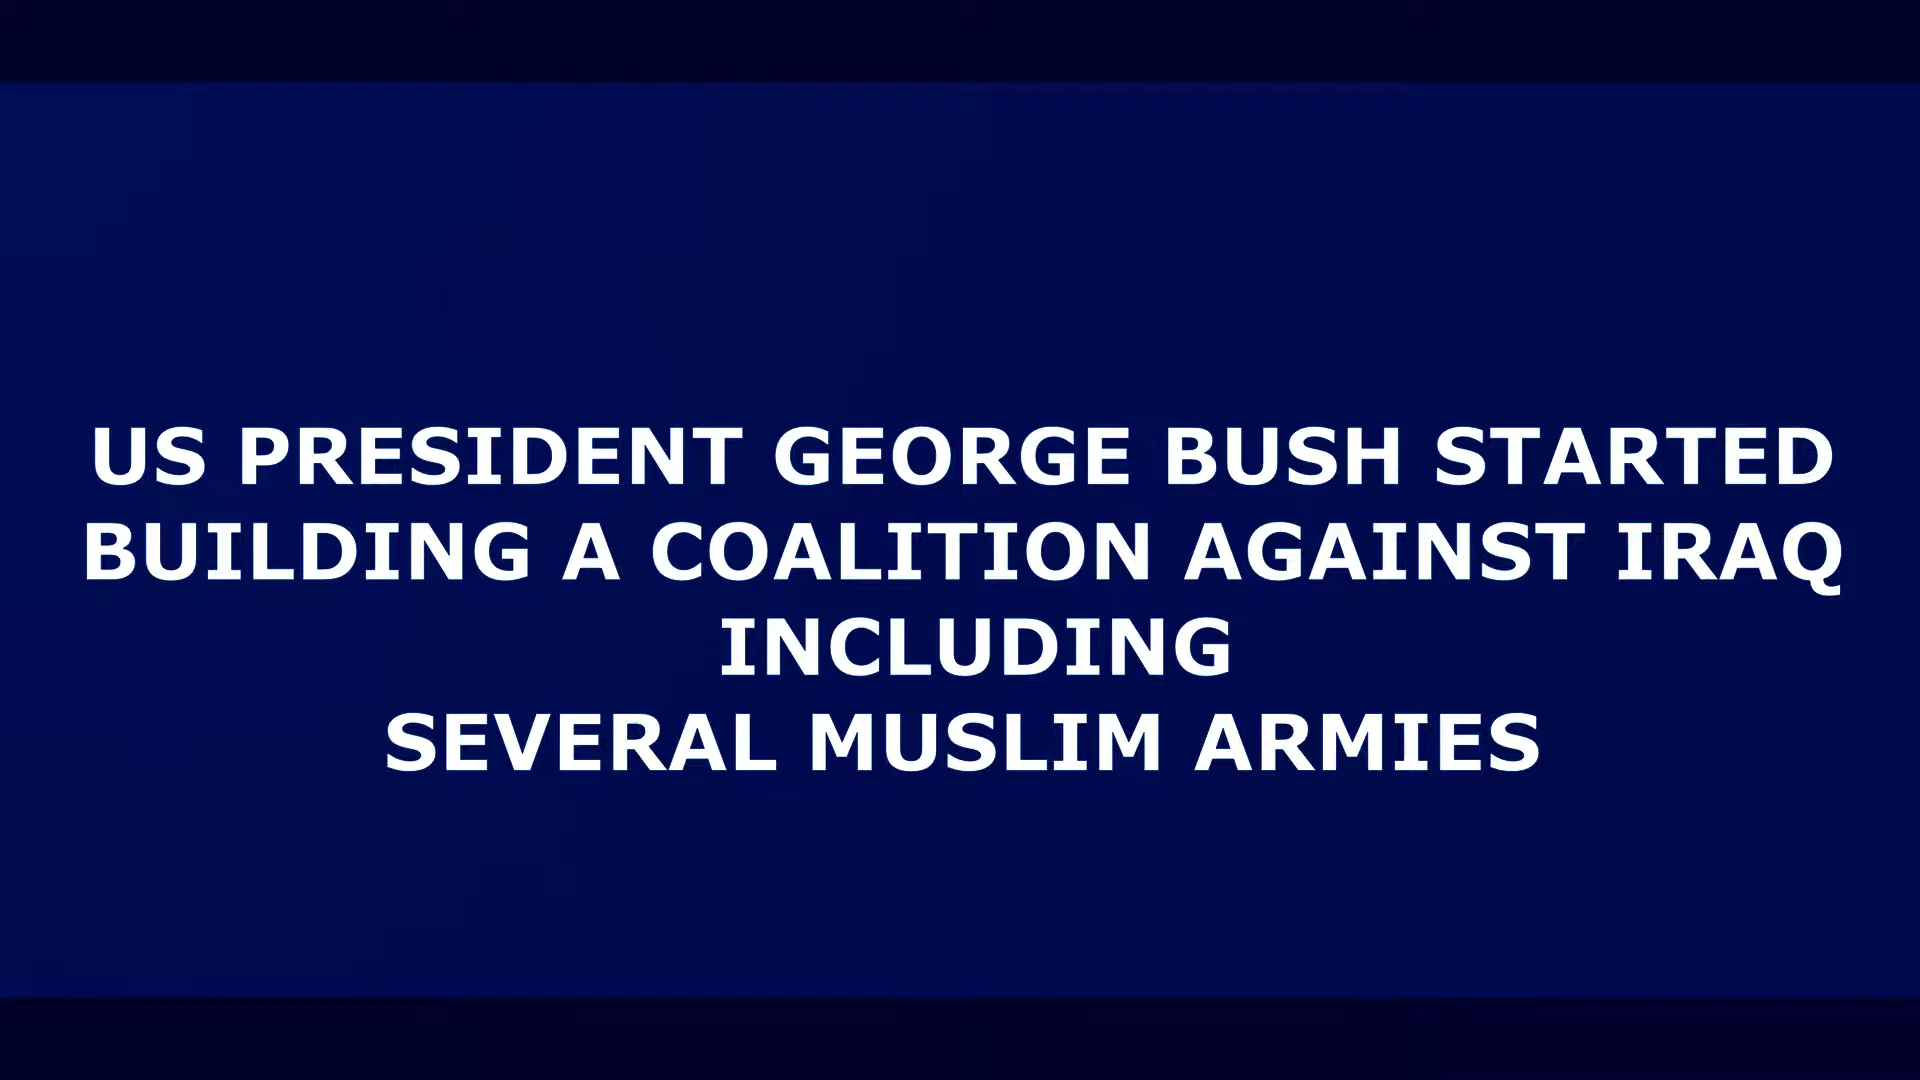 US PRESIDENT GEORGE BUSH STARTED
BUILDING A COALITION AGAINST IRAQ
INCLUDING
SEVERAL MUSLIM ARMIES